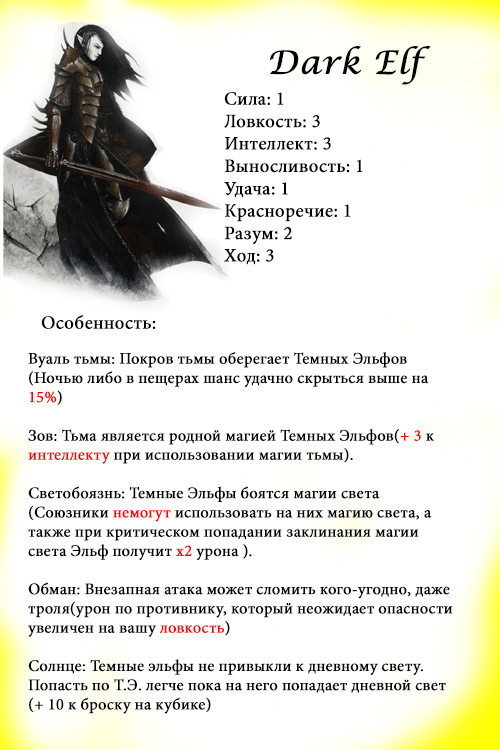 Dark Elf
Сила: 1
Ловкость: 3
Интеллект: 3
Выносливость: 1
Удача: 1
Красноречие: 1
Разум: 2
Ход: 3
Особенность:
Вуаль тьмы: Покров тьмы оберегает Темных Эльфов
(Ночью либо в пещерах шанс удачно скрыться выше на
15%)
Зов: Тьма является родной магией Темных Эльфов(+ 3 к
интеллекту при использовании магии тьмы).
Светобоязнь: Темные Эльфы боятся магии света
(Союзники немогут использовать на них магию света, а
также при критическом попадании заклинания магии
света Эльф получит x2 урона ).
Обман: Внезапная атака может сломить кого-угодно, даже
троля(урон по противнику, который неожидает опасности
увеличен на вашу ловкость)
Солнце: Темные эльфы не привыкли к дневному свету.
Попасть по Т.Э. легче пока на него попадает дневной свет
(+ 10 к броску на кубике)